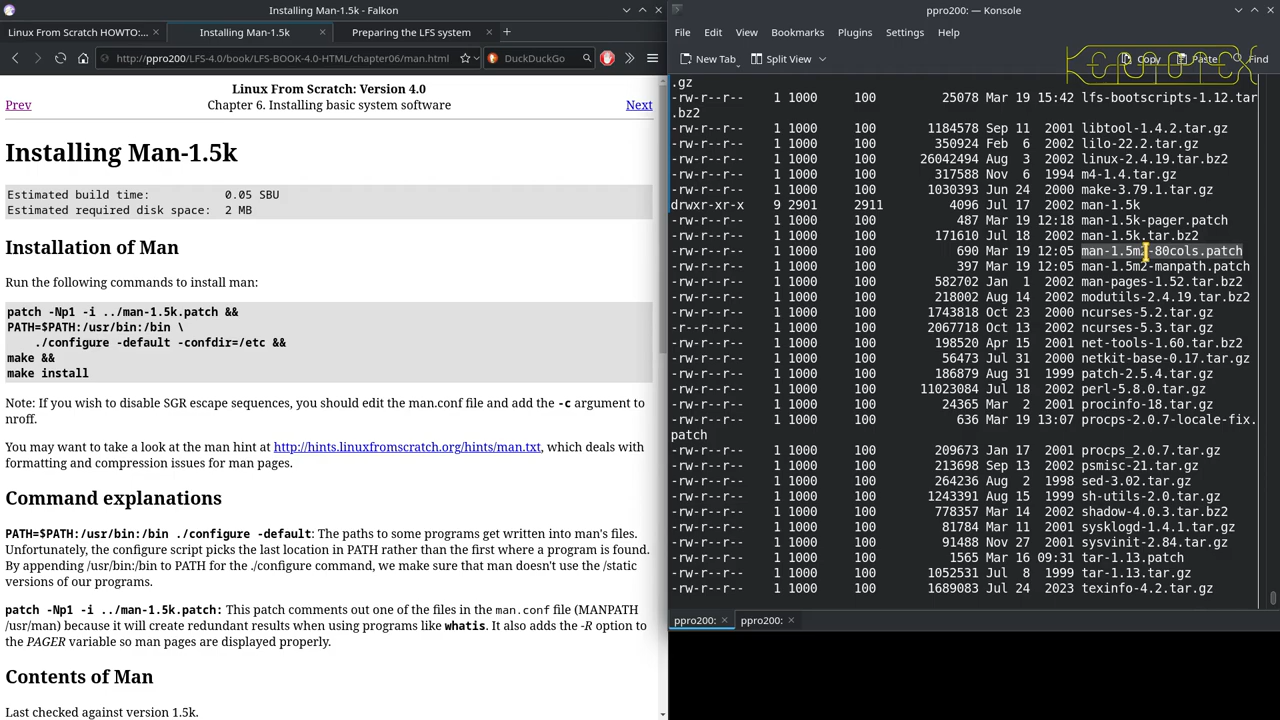 Installing Man-1.5k - Falkon
Linux From Scratch HOWTO:...
Installing Man-1.5k
Preparing the LFS system
http://ppro200/LFS-4.0/book/LFS-BOOK-4.0-HTML/chapter06/man.html
DuckDuckGo
Linux From Scratch: Version 4.0
Prev
Chapter 6. Installing basic system software
Next
Installing Man-1.5k
Estimated build time: 0.05 SBU
Estimated required disk space: 2 MB
Installation of Man
Run the following commands to install man:
patch -Np1 -i ../man-1.5k.patch &&
PATH=$PATH:/usr/bin:/bin \
./configure -default -confdir=/etc &&
make &&
make install
Note: If you wish to disable SGR escape sequences, you should edit the man.conf file and add the -c argument to
nroff.
You may want to take a look at the man hint at http://hints.linuxfromscratch.org/hints/man.txt, which deals with
formatting and compression issues for man pages.
Command explanations
PATH=$PATH:/usr/bin:/bin ./configure -default: The paths to some programs get written into man's files.
Unfortunately, the configure script picks the last location in PATH rather than the first where a program is found.
By appending /usr/bin:/bin to PATH for the ./configure command, we make sure that man doesn't use the /static
versions of our programs.
patch -Np1 -i ../man-1.5k.patch: This patch comments out one of the files in the man.conf file (MANPATH
/usr/man) because it will create redundant results when using programs like whatis. It also adds the -R option to
the PAGER variable so man pages are displayed properly.
Contents of Man
Last checked against version 1.5k.
ppro200: — Konsole
File Edit View Bookmarks Plugins Settings Help
New Tab Split View Copy Paste Find
.gz
-rw-r--r-- 1 1000 100 25078 Mar 19 15:42 lfs-bootscripts-1.12.tar
.bz2
-rw-r--r-- 1 1000 100 1184578 Sep 11 2001 libtool-1.4.2.tar.gz
-rw-r--r-- 1 1000 100 350924 Feb 6 2002 lilo-22.2.tar.gz
-rw-r--r-- 1 1000 100 26042494 Aug 3 2002 linux-2.4.19.tar.bz2
-rw-r--r-- 1 1000 100 317588 Nov 6 1994 m4-1.4.tar.gz
-rw-r--r-- 1 1000 100 1030393 Jun 24 2000 make-3.79.1.tar.gz
drwxr-xr-x 9 2901 2911 4096 Jul 17 2002 man-1.5k
-rw-r--r-- 1 1000 100 487 Mar 19 12:18 man-1.5k-pager.patch
-rw-r--r-- 1 1000 100 171610 Jul 18 2002 man-1.5k.tar.bz2
-rw-r--r-- 1 1000 100 690 Mar 19 12:05 man-1.5m2-80cols.patch
-rw-r--r-- 1 1000 100 397 Mar 19 12:05 man-1.5m2-manpath.patch
-rw-r--r-- 1 1000 100 582702 Jan 1 2002 man-pages-1.52.tar.bz2
-rw-r--r-- 1 1000 100 218002 Aug 14 2002 modutils-2.4.19.tar.bz2
-rw-r--r-- 1 1000 100 1743818 Oct 23 2000 ncurses-5.2.tar.gz
-r--r--r-- 1 1000 100 2067718 Oct 13 2002 ncurses-5.3.tar.gz
-rw-r--r-- 1 1000 100 198520 Apr 15 2001 net-tools-1.60.tar.bz2
-rw-r--r-- 1 1000 100 56473 Jul 31 2000 netkit-base-0.17.tar.gz
-rw-r--r-- 1 1000 100 186879 Aug 31 1999 patch-2.5.4.tar.gz
-rw-r--r-- 1 1000 100 11023084 Jul 18 2002 perl-5.8.0.tar.gz
-rw-r--r-- 1 1000 100 24365 Mar 2 2001 procinfo-18.tar.gz
-rw-r--r-- 1 1000 100 636 Mar 19 13:07 procps-2.0.7-locale-fix.
patch
-rw-r--r-- 1 1000 100 209673 Jan 17 2001 procps_2.0.7.tar.gz
-rw-r--r-- 1 1000 100 213698 Sep 13 2002 psmisc-21.tar.gz
-rw-r--r-- 1 1000 100 264236 Aug 2 1998 sed-3.02.tar.gz
-rw-r--r-- 1 1000 100 1243391 Aug 15 1999 sh-utils-2.0.tar.gz
-rw-r--r-- 1 1000 100 778357 Jul 14 2002 shadow-4.0.3.tar.bz2
-rw-r--r-- 1 1000 100 81784 Mar 11 2001 sysklogd-1.4.1.tar.gz
-rw-r--r-- 1 1000 100 91488 Nov 27 2001 sysvinit-2.84.tar.gz
-rw-r--r-- 1 1000 100 1565 Mar 16 09:31 tar-1.13.patch
-rw-r--r-- 1 1000 100 1052531 Jul 8 1999 tar-1.13.tar.gz
-rw-r--r-- 1 1000 100 1689083 Jul 24 2023 texinfo-4.2.tar.gz
ppro200:
ppro200: